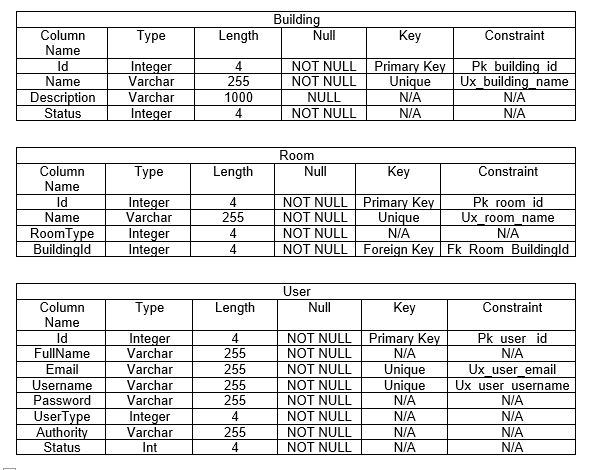 Building
Column Name Type Length Null Key Constraint
Id Integer 4 NOT NULL Primary Key Pk_building_id
Name Varchar 255 NOT NULL Unique Ux_building_name
Description Varchar 1000 NULL N/A N/A
Status Integer 4 NOT NULL N/A N/A
Room
Column Name Type Length Null Key Constraint
Id Integer 4 NOT NULL Primary Key Pk_room_id
Name Varchar 255 NOT NULL Unique Ux_room_name
RoomType Integer 4 NOT NULL N/A N/A
BuildingId Integer 4 NOT NULL Foreign Key Fk_Room_BuildingId
User
Column Name Type Length Null Key Constraint
Id Integer 4 NOT NULL Primary Key Pk_user_id
FullName Varchar 255 NOT NULL N/A N/A
Email Varchar 255 NOT NULL Unique Ux_user_email
Username Varchar 255 NOT NULL Unique Ux_user_username
Password Varchar 255 NOT NULL N/A N/A
UserType Integer 4 NOT NULL N/A N/A
Authority Varchar 255 NOT NULL N/A N/A
Status Int 4 NOT NULL N/A N/A